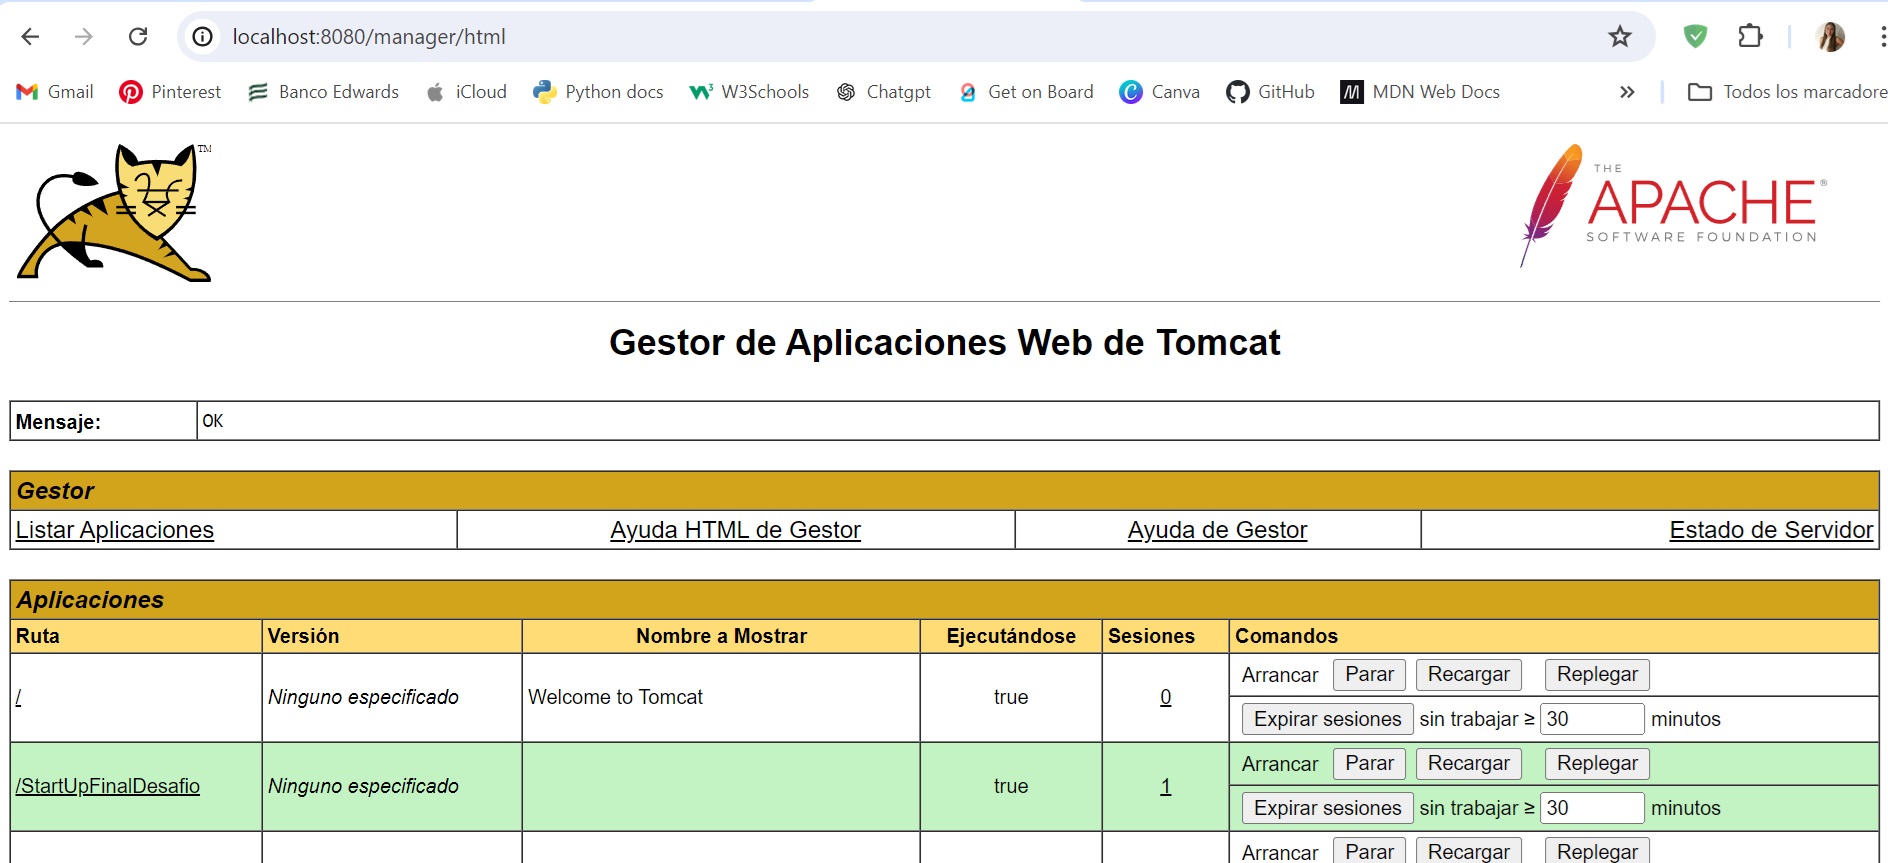 localhost:8080/manager/html
Gmail Pinterest Banco Edwards iCloud Python docs W3Schools Chatgpt Get on Board Canva GitHub MDN Web Docs » Todos los marcadore
TM
THE
APACHE®
SOFTWARE FOUNDATION
Gestor de Aplicaciones Web de Tomcat
Mensaje: OK
Gestor
Listar Aplicaciones Ayuda HTML de Gestor Ayuda de Gestor Estado de Servidor
Aplicaciones
Ruta Versión Nombre a Mostrar Ejecutándose Sesiones Comandos
/ Ninguno especificado Welcome to Tomcat true 0 Arrancar Parar Recargar Replegar
Expirar sesiones sin trabajar ≥ 30 minutos
/StartUpFinalDesafio Ninguno especificado true 1 Arrancar Parar Recargar Replegar
Expirar sesiones sin trabajar ≥ 30 minutos
Arrancar Parar Recargar Replegar